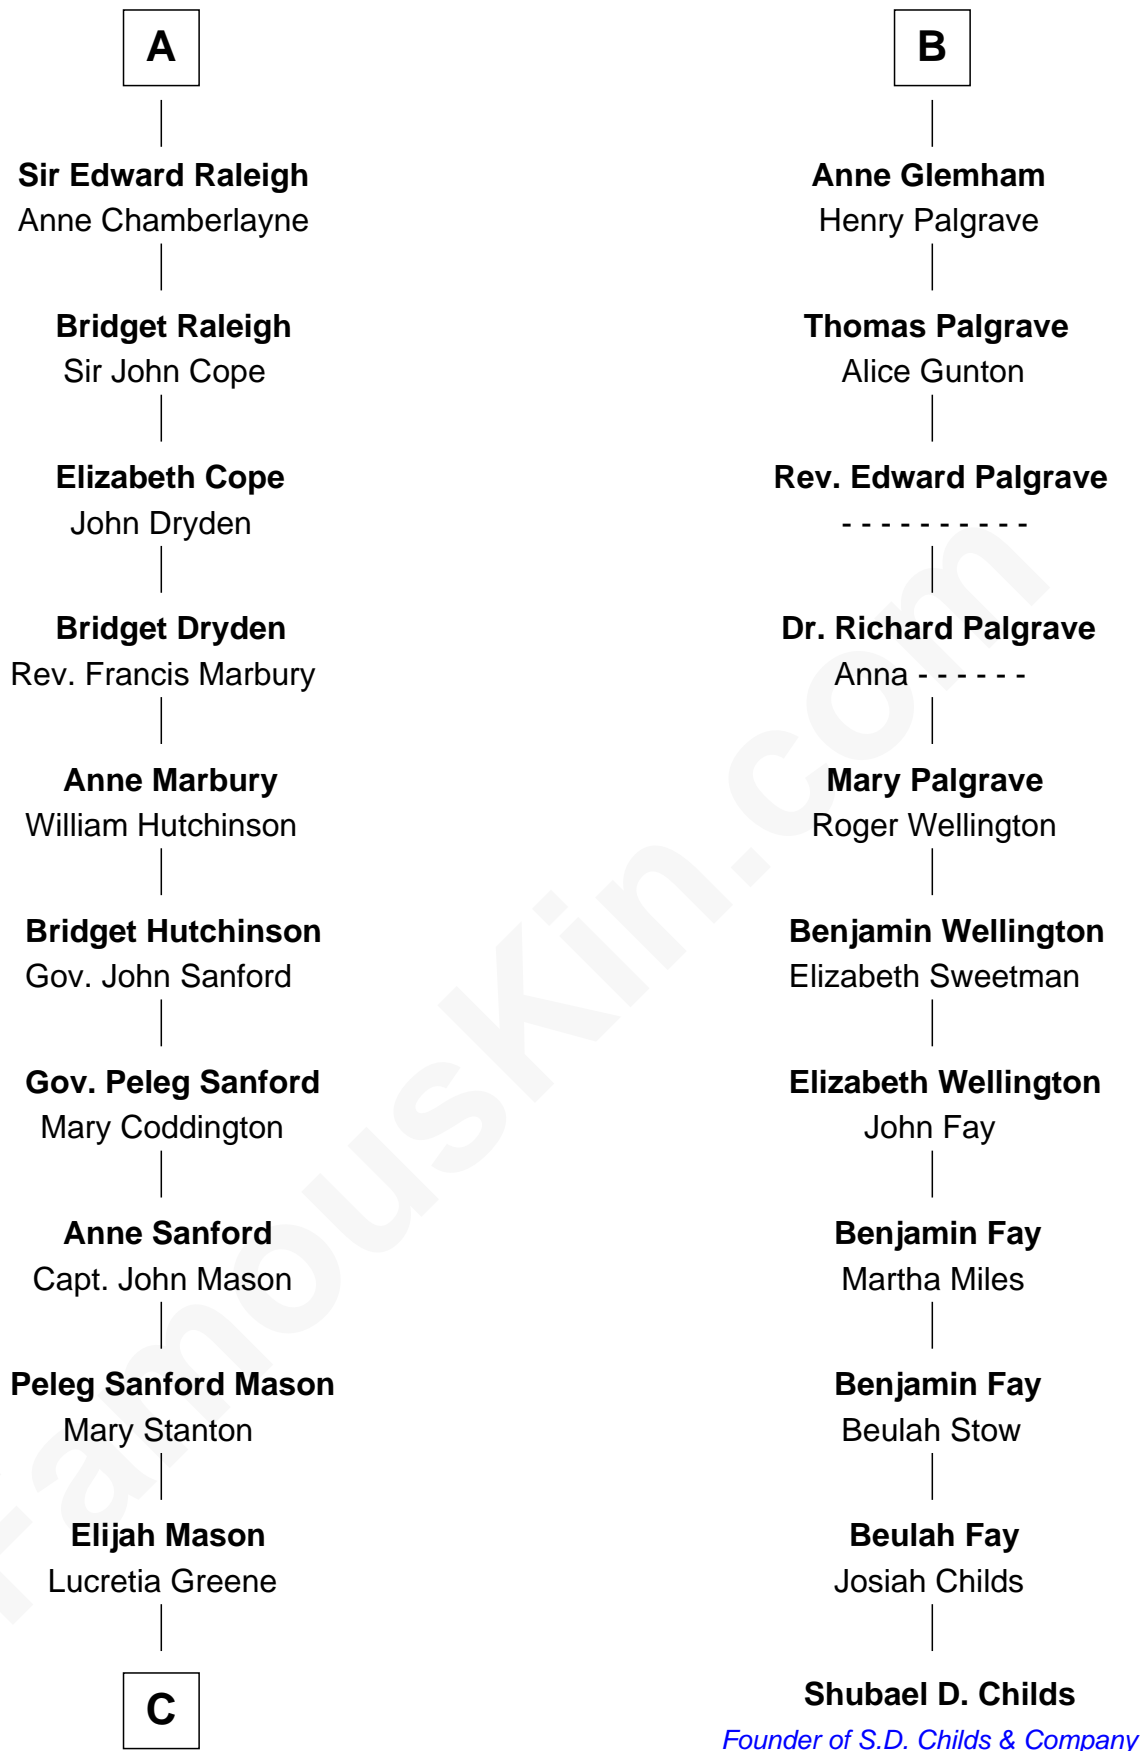 A
Sir Edward Raleigh
Anne Chamberlayne
Bridget Raleigh
Sir John Cope
Elizabeth Cope
John Dryden
Bridget Dryden
Rev. Francis Marbury
Anne Marbury
William Hutchinson
Bridget Hutchinson
Gov. John Sanford
Gov. Peleg Sanford
Mary Coddington
Anne Sanford
Capt. John Mason
Peleg Sanford Mason
Mary Stanton
Elijah Mason
Lucretia Greene
C
B
Anne Glemham
Henry Palgrave
Thomas Palgrave
Alice Gunton
Rev. Edward Palgrave
- - - - - - - - - -
Dr. Richard Palgrave
Anna - - - - - -
Mary Palgrave
Roger Wellington
Benjamin Wellington
Elizabeth Sweetman
Elizabeth Wellington
John Fay
Benjamin Fay
Martha Miles
Benjamin Fay
Beulah Stow
Beulah Fay
Josiah Childs
Shubael D. Childs
Founder of S.D. Childs & Company
FamousKin.com